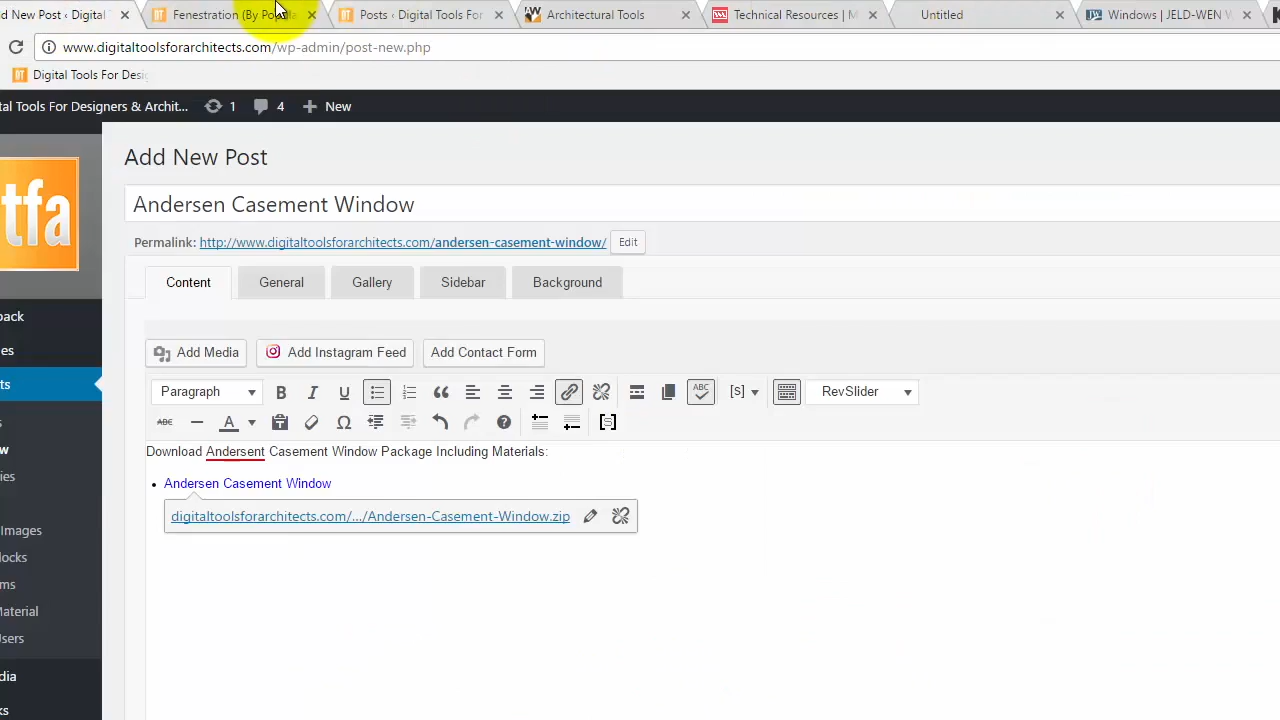 New Post ‹ Digital
Fenestration (By Po
Posts ‹ Digital Tools For
Architectural Tools
Technical Resources | M
Untitled
Windows | JELD-WEN W
www.digitaltoolsforarchitects.com/wp-admin/post-new.php
Digital Tools For Desig
tal Tools For Designers & Archit... 1 4 + New
tfa
Add New Post
Andersen Casement Window
Permalink: http://www.digitaltoolsforarchitects.com/andersen-casement-window/ Edit
Content General Gallery Sidebar Background
Add Media Add Instagram Feed Add Contact Form
Paragraph B I U ABC [s] RevSlider
ABC A Ω
Download Andersent Casement Window Package Including Materials:
• Andersen Casement Window
digitaltoolsforarchitects.com/.../Andersen-Casement-Window.zip
back
es
ts
s
w
ies
Images
locks
ms
Material
Users
dia
ks